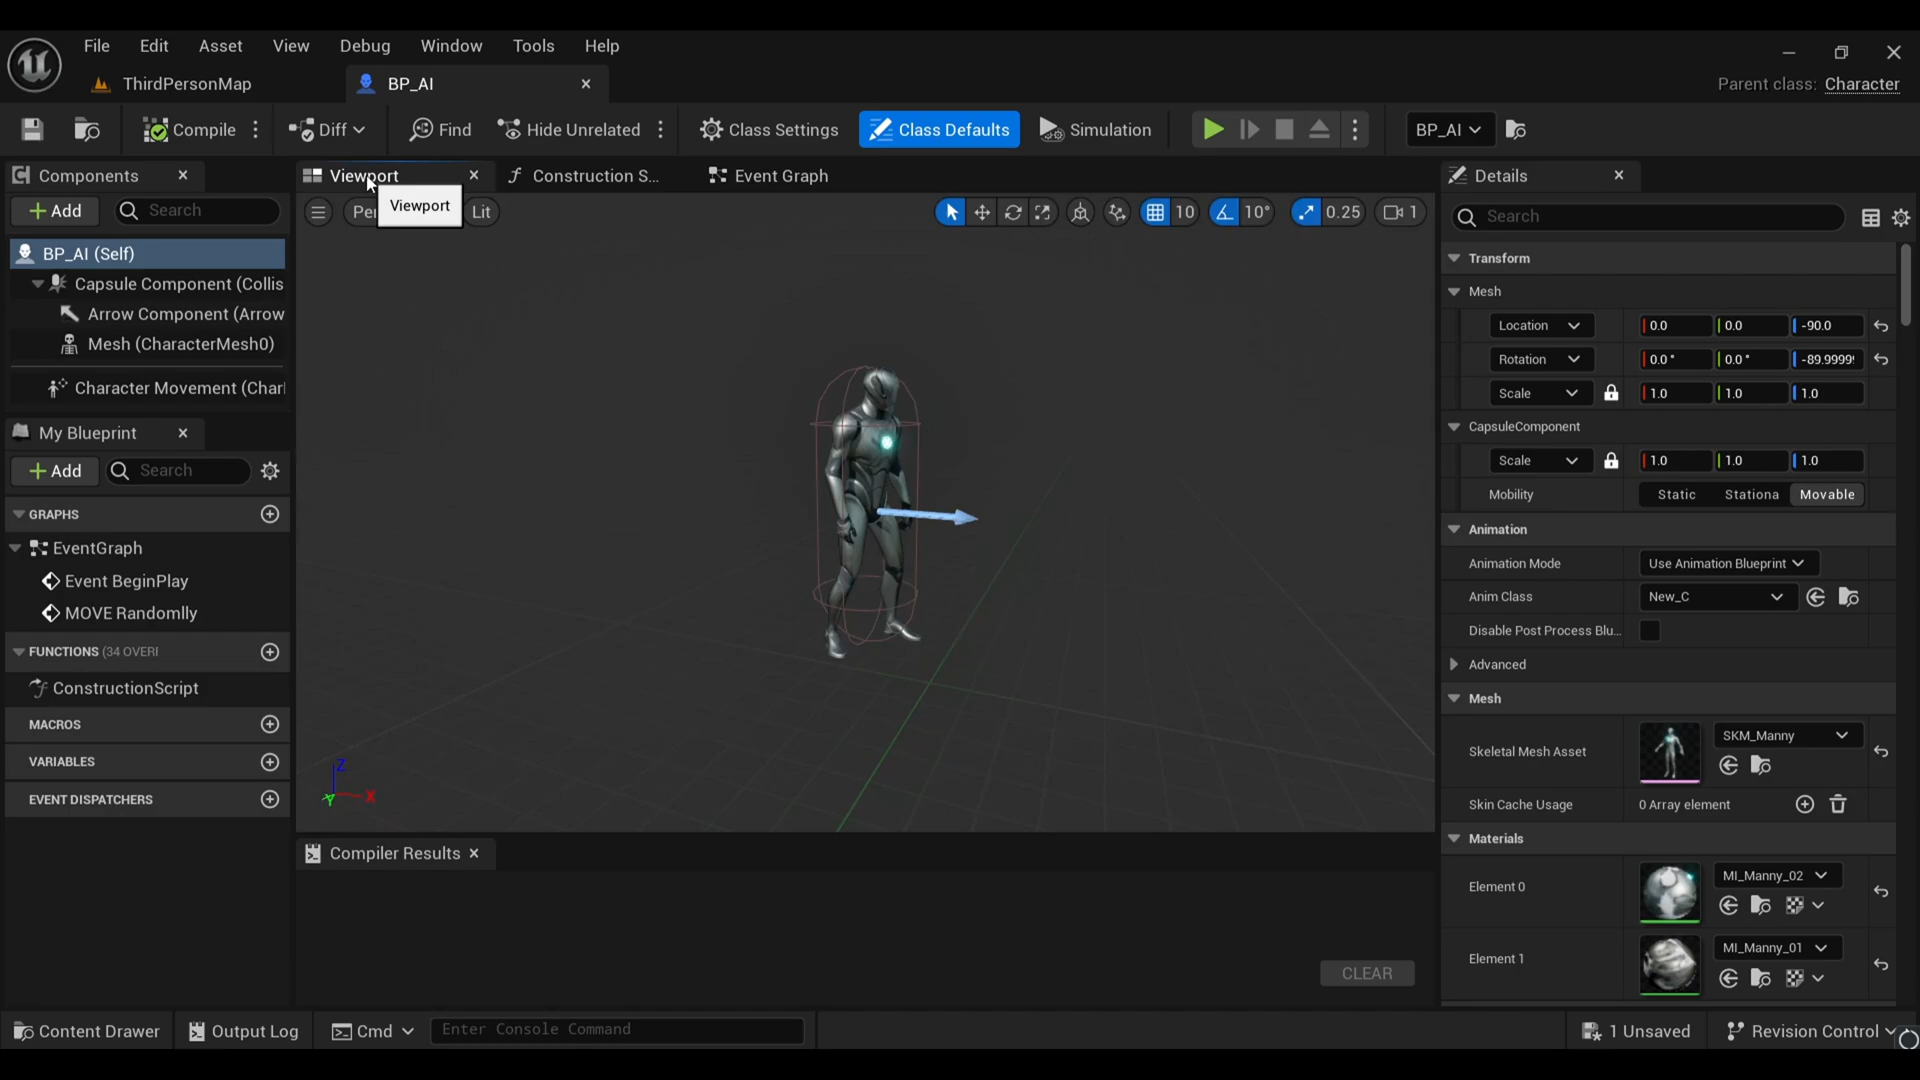 File Edit Asset View Debug Window Tools Help
ThirdPersonMap
BP_AI
Parent class: Character
Compile
Diff
Find
Hide Unrelated
Class Settings
Class Defaults
Simulation
BP_AI
Components
Add
Search
BP_AI (Self)
Capsule Component (Collis
Arrow Component (Arrow
Mesh (CharacterMesh0)
Character Movement (Char
My Blueprint
Add
Search
GRAPHS
EventGraph
Event BeginPlay
MOVE Randomlly
FUNCTIONS (34 OVERI
ConstructionScript
MACROS
VARIABLES
EVENT DISPATCHERS
Viewport
Construction S...
Event Graph
Per
Viewport
Lit
10
10°
0.25
1
Z
Y
X
Compiler Results
CLEAR
Details
Search
Transform
Mesh
Location 0.0 0.0 -90.0
Rotation 0.0 ° 0.0 ° -89.9999
Scale 1.0 1.0 1.0
CapsuleComponent
Scale 1.0 1.0 1.0
Mobility Static Stationa Movable
Animation
Animation Mode Use Animation Blueprint
Anim Class New_C
Disable Post Process Blu...
Advanced
Mesh
Skeletal Mesh Asset SKM_Manny
Skin Cache Usage 0 Array element
Materials
Element 0 MI_Manny_02
Element 1 MI_Manny_01
Content Drawer
Output Log
Cmd
Enter Console Command
1 Unsaved
Revision Control